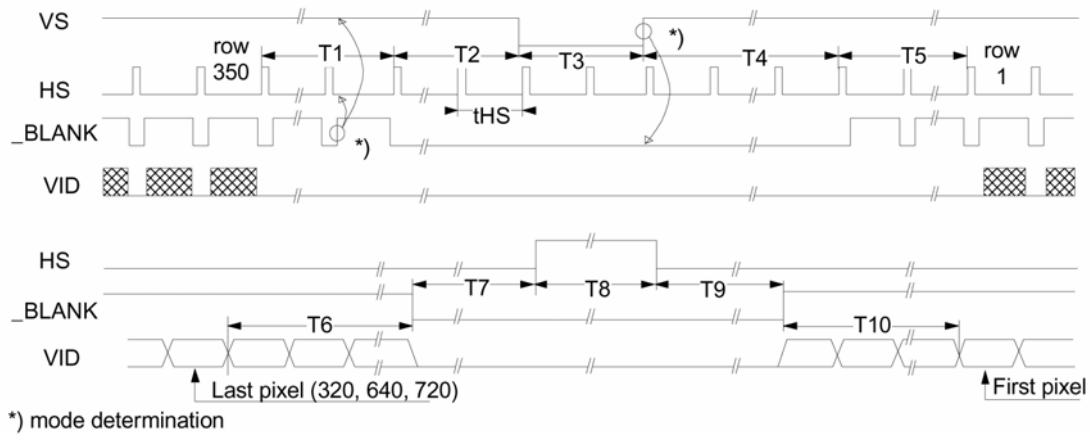 VS
*)
row
350
T1
T2
T3
T4
T5
row
1
HS
tHS
_BLANK
*)
VID
HS
T7
T8
T9
_BLANK
T6
T10
VID
Last pixel (320, 640, 720)
First pixel
*) mode determination